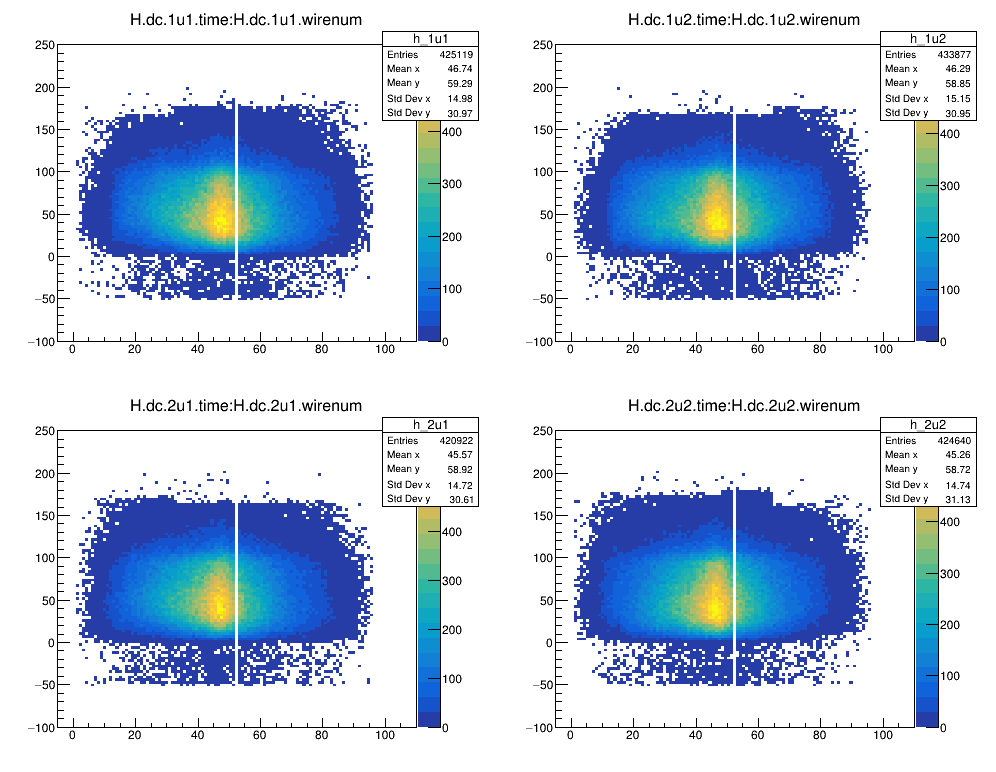 H.dc.1u1.time:H.dc.1u1.wirenum
h_1u1
Entries 425119
Mean x 46.74
Mean y 59.29
Std Dev x 14.98
Std Dev y 30.97
250
200
150
100
50
0
−50
−100
0 20 40 60 80 100
400
300
200
100
0
H.dc.1u2.time:H.dc.1u2.wirenum
h_1u2
Entries 433877
Mean x 46.29
Mean y 58.85
Std Dev x 15.15
Std Dev y 30.95
250
200
150
100
50
0
−50
−100
0 20 40 60 80 100
400
300
200
100
0
H.dc.2u1.time:H.dc.2u1.wirenum
h_2u1
Entries 420922
Mean x 45.57
Mean y 58.92
Std Dev x 14.72
Std Dev y 30.61
250
200
150
100
50
0
−50
−100
0 20 40 60 80 100
400
300
200
100
0
H.dc.2u2.time:H.dc.2u2.wirenum
h_2u2
Entries 424640
Mean x 45.26
Mean y 58.72
Std Dev x 14.74
Std Dev y 31.13
250
200
150
100
50
0
−50
−100
0 20 40 60 80 100
400
300
200
100
0